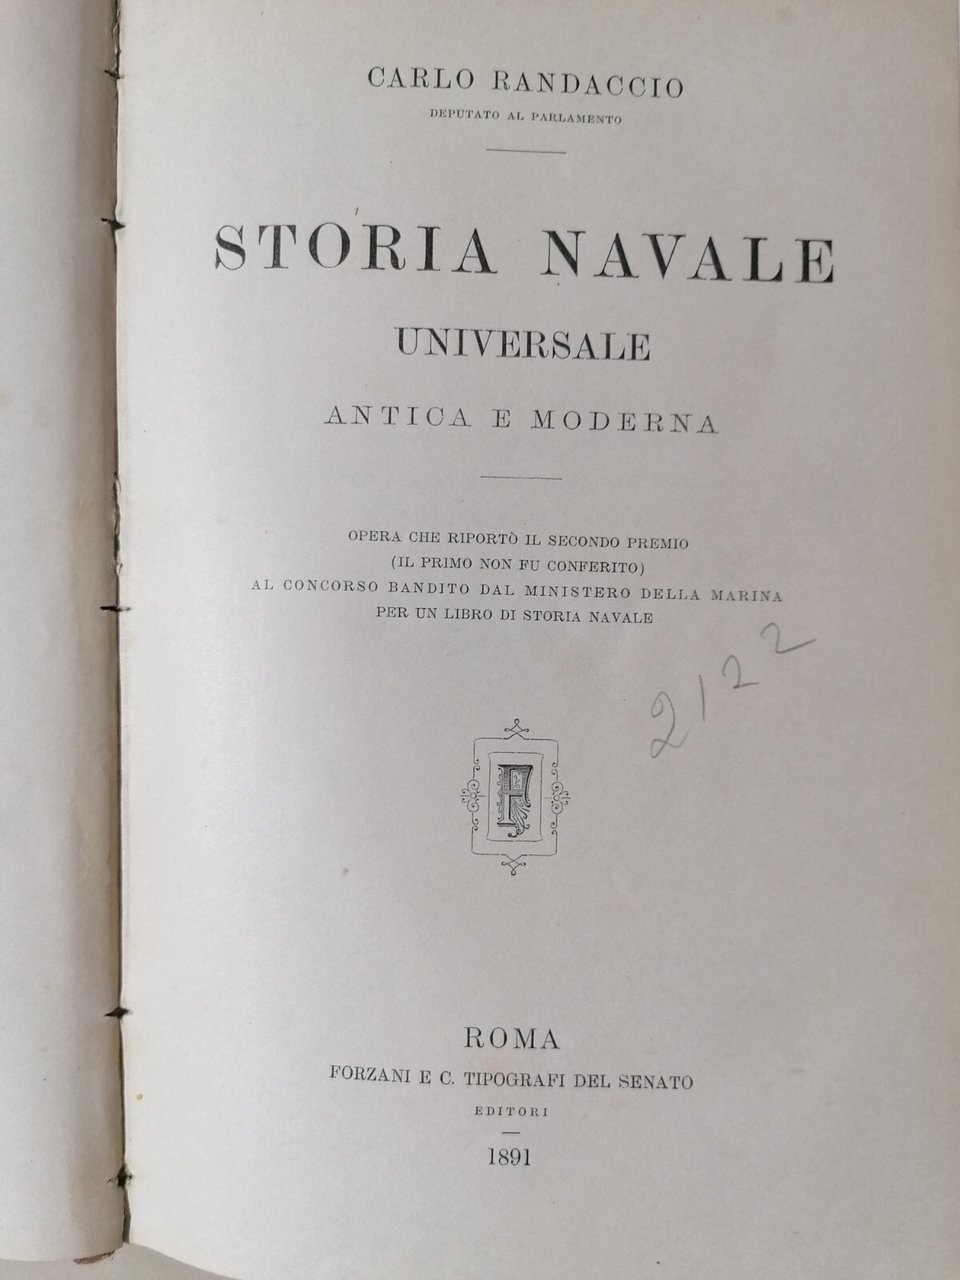 CARLO RANDACCIO
DEPUTATO AL PARLAMENTO
STORIA NAVALE
UNIVERSALE
ANTICA E MODERNA
OPERA CHE RIPORTÒ IL SECONDO PREMIO
(IL PRIMO NON FU CONFERITO)
AL CONCORSO BANDITO DAL MINISTERO DELLA MARINA
PER UN LIBRO DI STORIA NAVALE
2122
F
ROMA
FORZANI E C. TIPOGRAFI DEL SENATO
EDITORI
1891